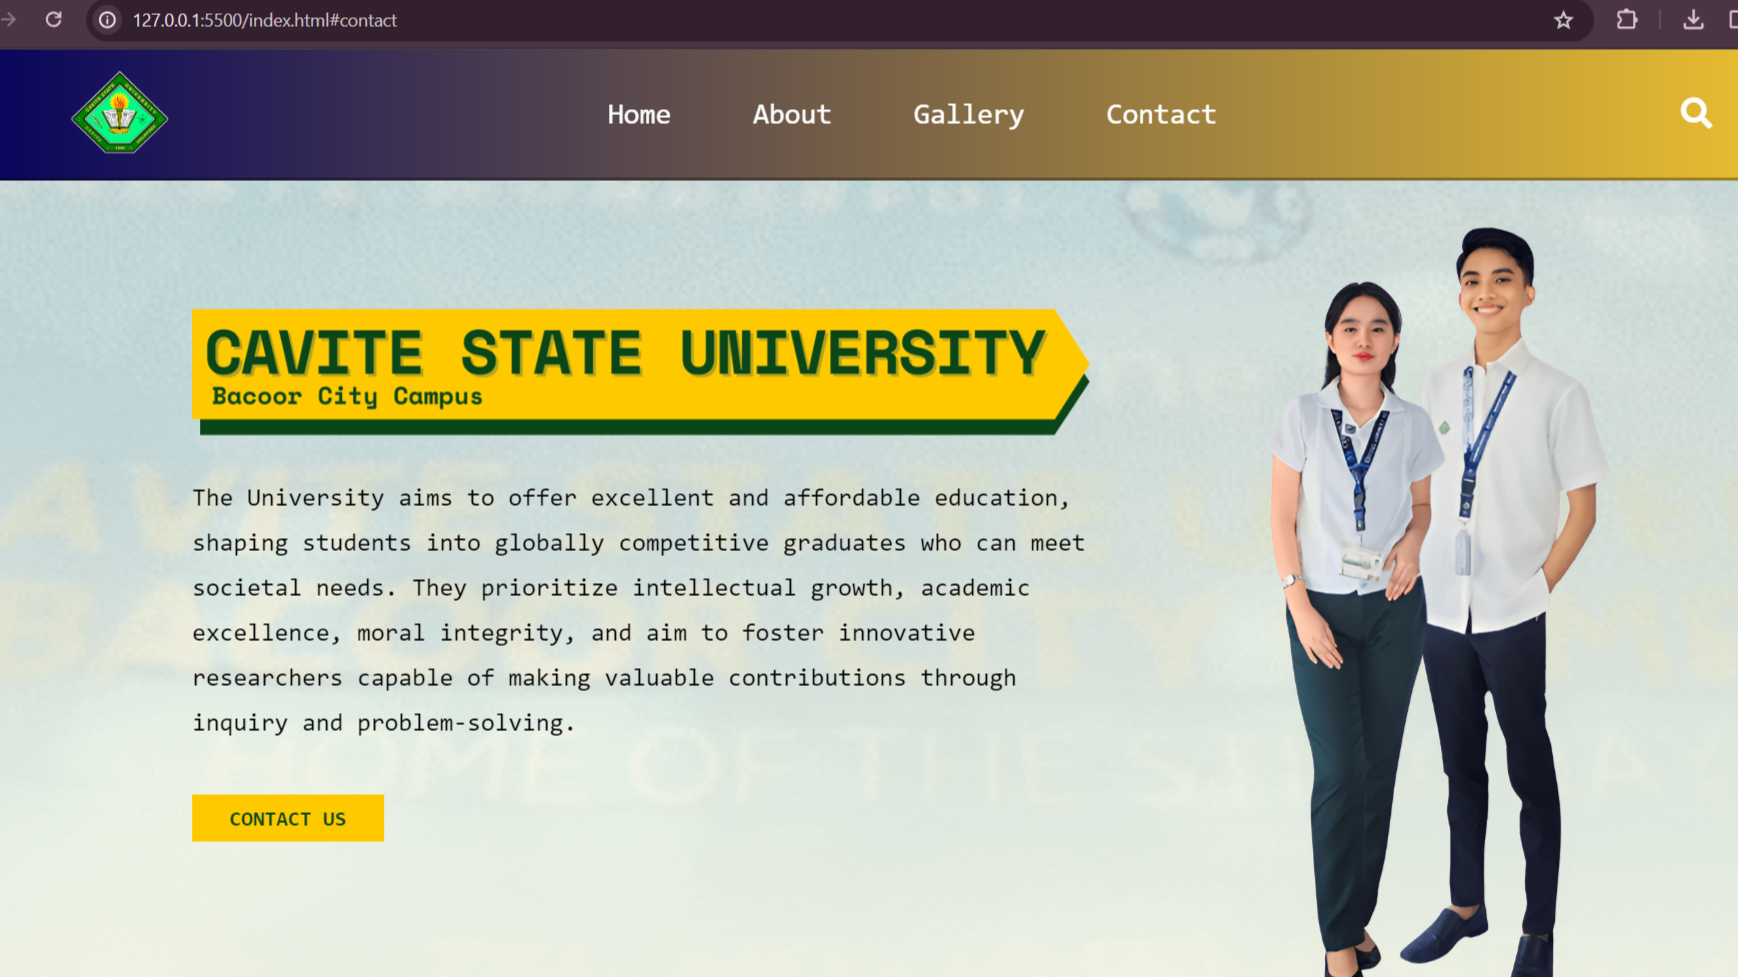 127.0.0.1:5500/index.html#contact
Home About Gallery Contact
CAVITE STATE UNIVERSITY
Bacoor City Campus
The University aims to offer excellent and affordable education,
shaping students into globally competitive graduates who can meet
societal needs. They prioritize intellectual growth, academic
excellence, moral integrity, and aim to foster innovative
researchers capable of making valuable contributions through
inquiry and problem-solving.
HOME OF THE
CONTACT US